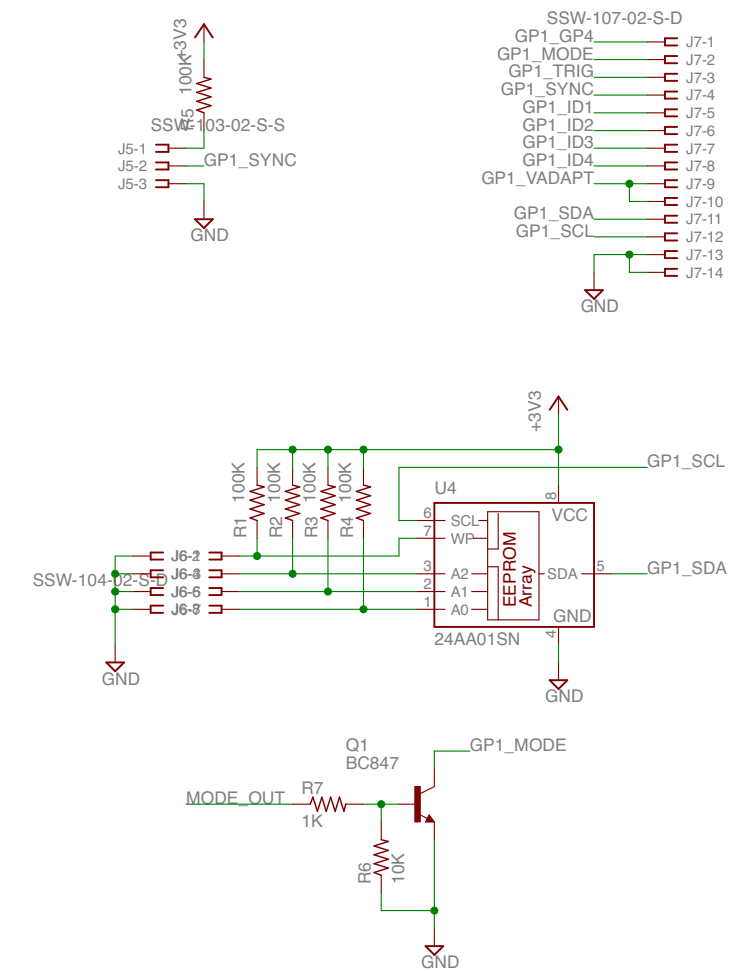 +3V3
100K
R5
SSW-103-02-S-S
J5-1
J5-2
GP1_SYNC
J5-3
GND
SSW-107-02-S-D
GP1_GP4 J7-1
GP1_MODE J7-2
GP1_TRIG J7-3
GP1_SYNC J7-4
GP1_ID1 J7-5
GP1_ID2 J7-6
GP1_ID3 J7-7
GP1_ID4 J7-8
GP1_VADAPT J7-9
J7-10
GP1_SDA J7-11
GP1_SCL J7-12
J7-13
J7-14
GND
+3V3
GP1_SCL
R1 100K
R2 100K
R3 100K
R4 100K
U4
8
VCC
6 SCL
7 WP
3 A2
2 A1
1 A0
EEPROM
Array
SDA 5
GP1_SDA
GND
4
24AA01SN
GND
SSW-104-02-S-D
GND
Q1
BC847
GP1_MODE
MODE_OUT
R7
1K
R6
10K
GND